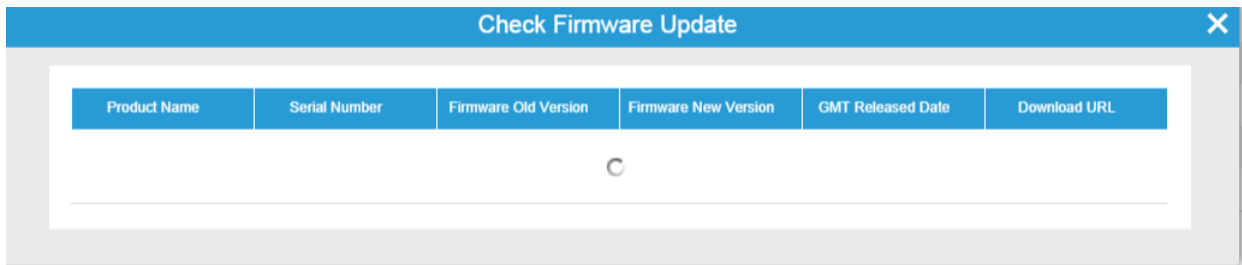 Check Firmware Update
Product Name Serial Number Firmware Old Version Firmware New Version GMT Released Date Download URL